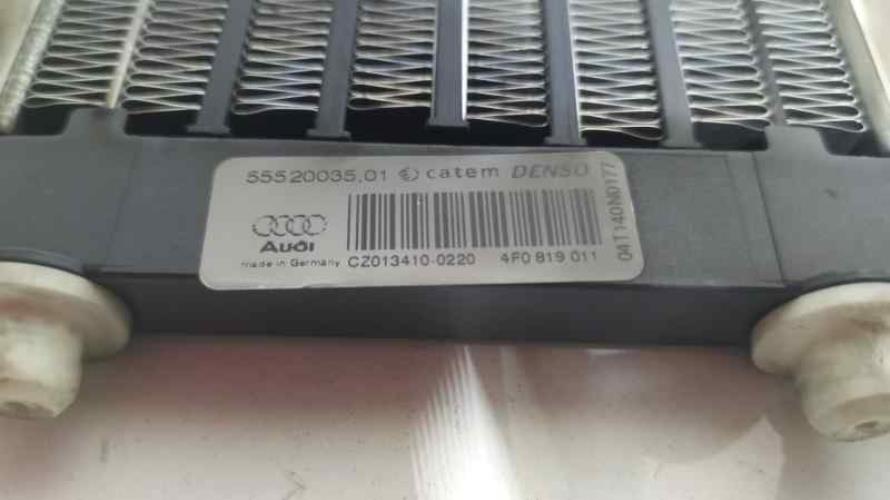 55520035.01 catem DENSO
Audi
made in Germany CZ013410-0220 4F0 819 011
04T140N0177